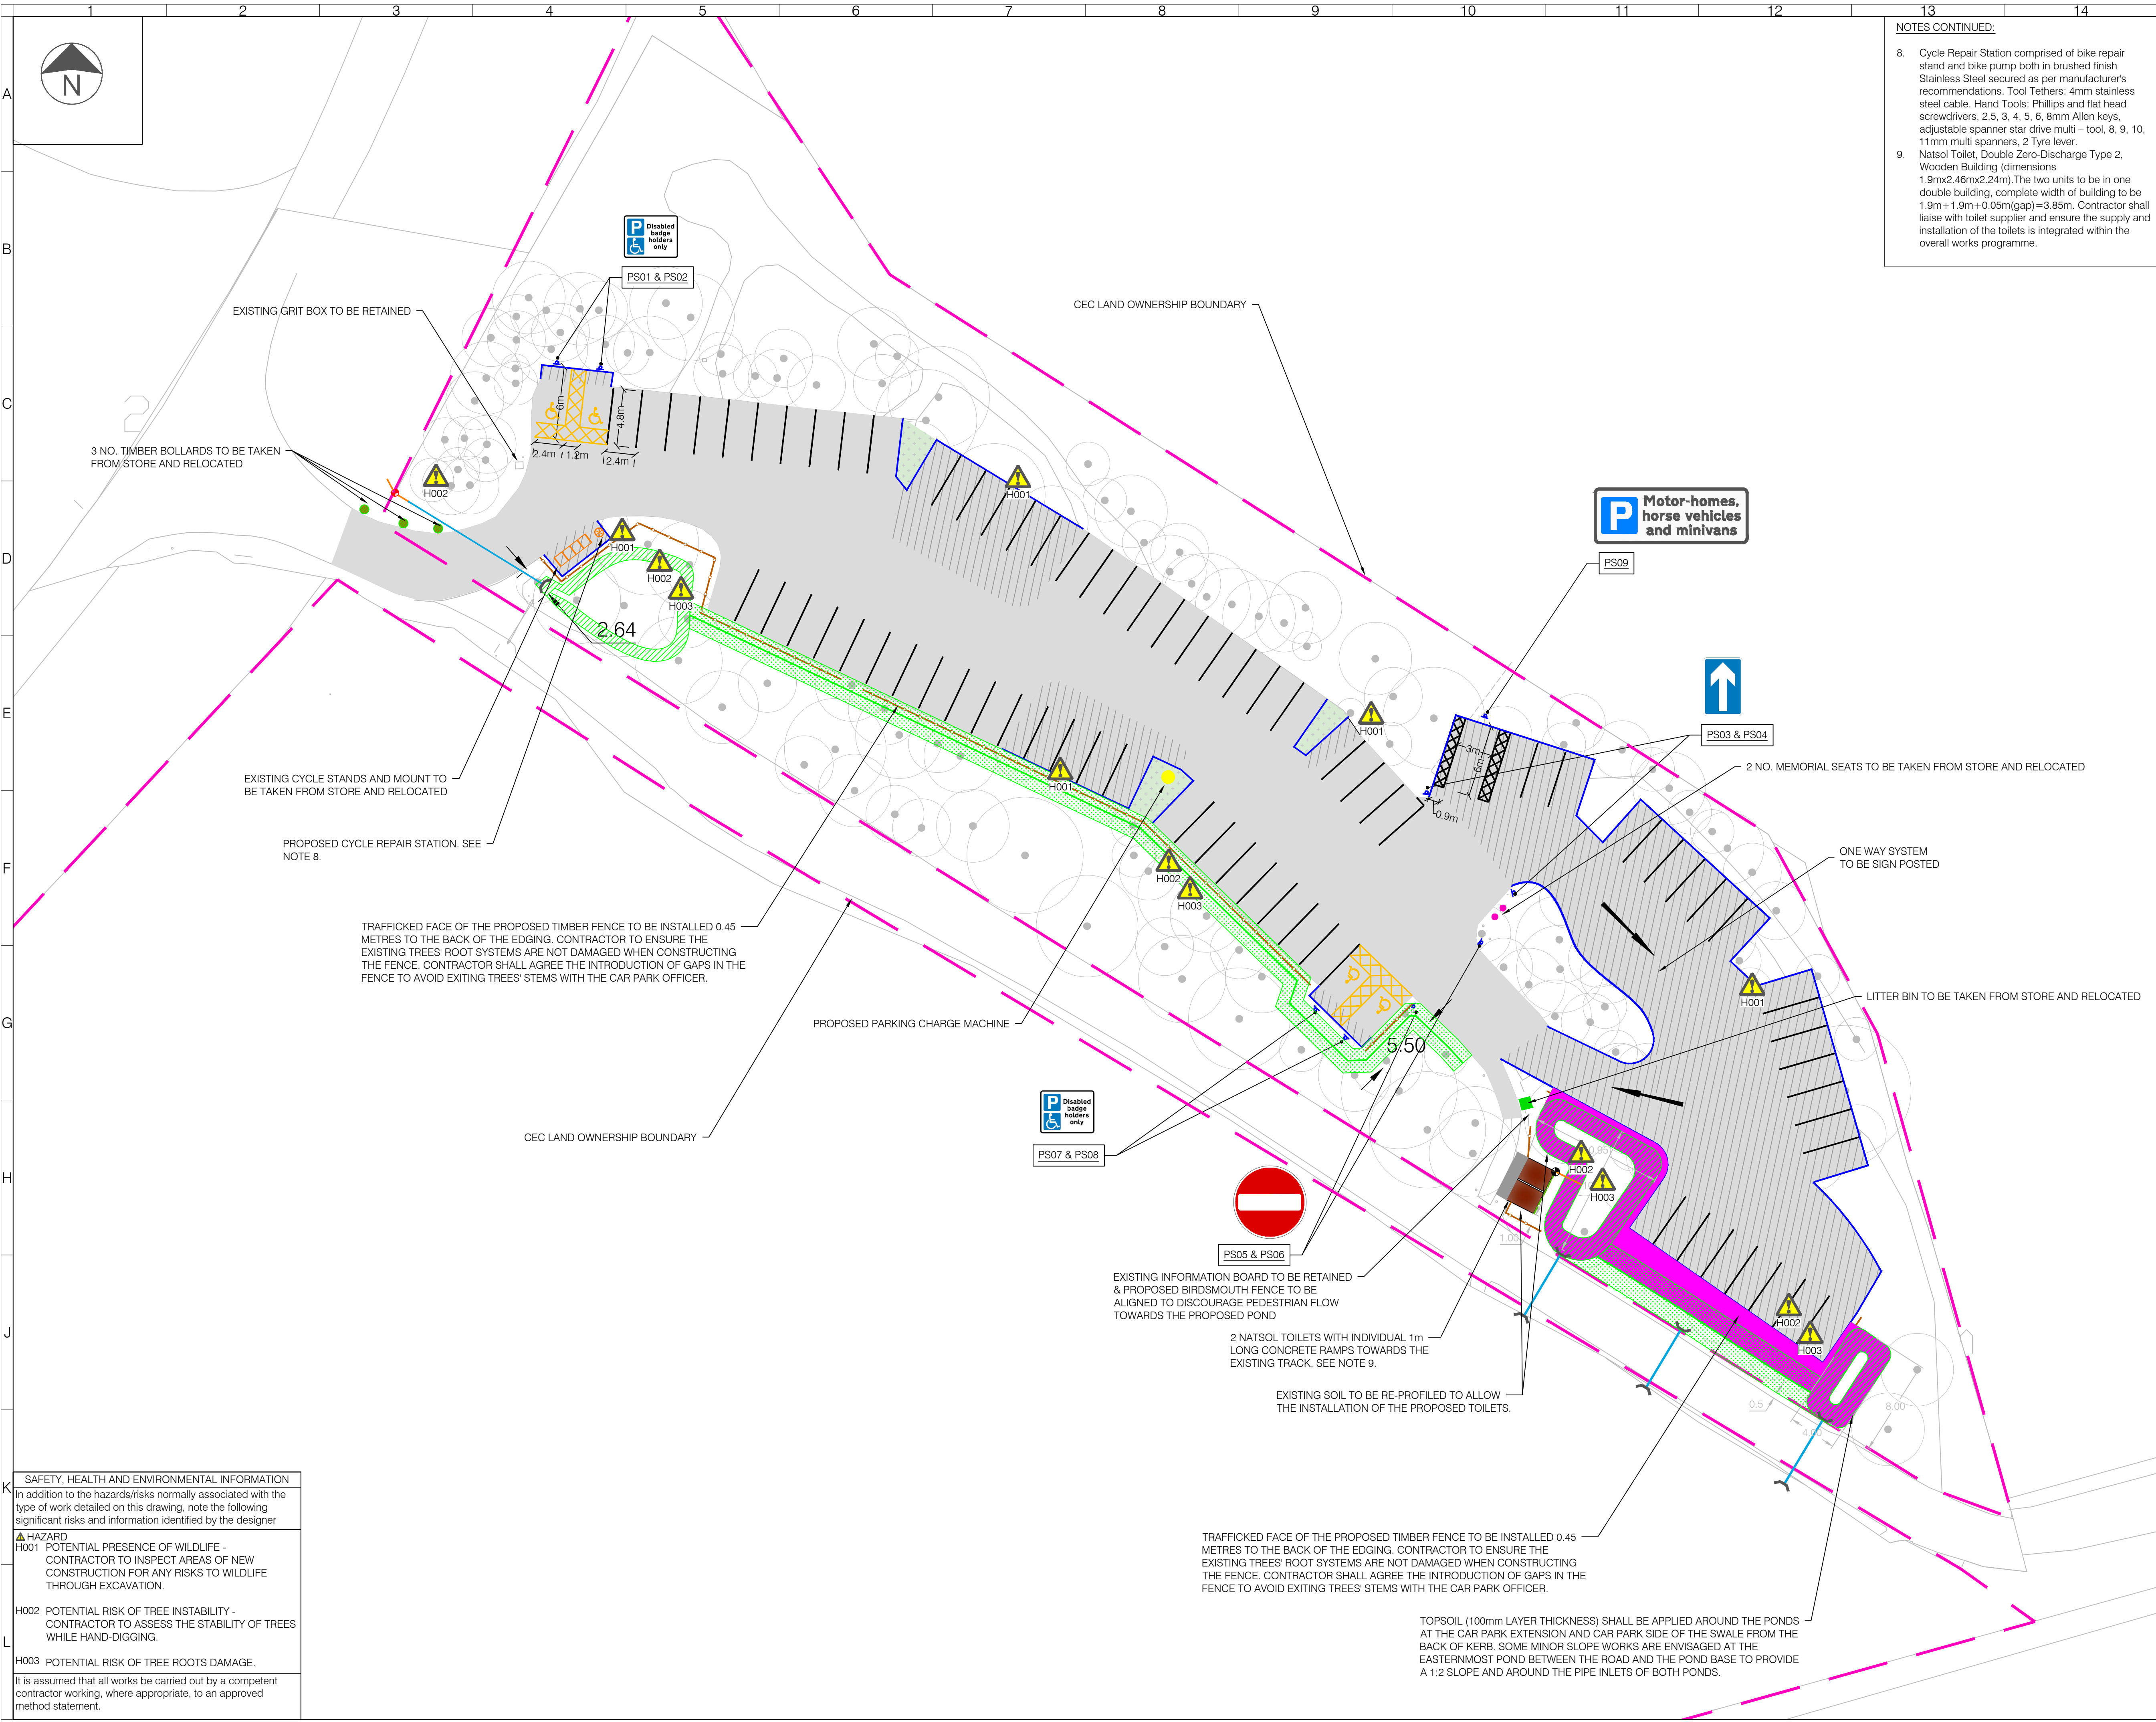 1 2 3 4 5 6 7 8 9 10 11 12 13 14
A
B
C
D
E
F
G
H
J
K
L
N
NOTES CONTINUED:
8. Cycle Repair Station comprised of bike repair
stand and bike pump both in brushed finish
Stainless Steel secured as per manufacturer's
recommendations. Tool Tethers: 4mm stainless
steel cable. Hand Tools: Phillips and flat head
screwdrivers, 2.5, 3, 4, 5, 6, 8mm Allen keys,
adjustable spanner star drive multi – tool, 8, 9, 10,
11mm multi spanners, 2 Tyre lever.
9. Natsol Toilet, Double Zero-Discharge Type 2,
Wooden Building (dimensions
1.9mx2.46mx2.24m).The two units to be in one
double building, complete width of building to be
1.9m+1.9m+0.05m(gap)=3.85m. Contractor shall
liaise with toilet supplier and ensure the supply and
installation of the toilets is integrated within the
overall works programme.
P Disabled
badge
holders
only
PS01 & PS02
EXISTING GRIT BOX TO BE RETAINED
CEC LAND OWNERSHIP BOUNDARY
6m
4.8m
2.4m 1.2m
2.4m
3 NO. TIMBER BOLLARDS TO BE TAKEN
FROM STORE AND RELOCATED
H002
H001
H001
H002
H003
2.64
P Motor-homes,
horse vehicles
and minivans
PS09
PS03 & PS04
H001
3m
6m
0.9m
2 NO. MEMORIAL SEATS TO BE TAKEN FROM STORE AND RELOCATED
EXISTING CYCLE STANDS AND MOUNT TO
BE TAKEN FROM STORE AND RELOCATED
H001
PROPOSED CYCLE REPAIR STATION. SEE
NOTE 8.
ONE WAY SYSTEM
TO BE SIGN POSTED
H002
H003
TRAFFICKED FACE OF THE PROPOSED TIMBER FENCE TO BE INSTALLED 0.45
METRES TO THE BACK OF THE EDGING. CONTRACTOR TO ENSURE THE
EXISTING TREES' ROOT SYSTEMS ARE NOT DAMAGED WHEN CONSTRUCTING
THE FENCE. CONTRACTOR SHALL AGREE THE INTRODUCTION OF GAPS IN THE
FENCE TO AVOID EXITING TREES' STEMS WITH THE CAR PARK OFFICER.
H001
LITTER BIN TO BE TAKEN FROM STORE AND RELOCATED
PROPOSED PARKING CHARGE MACHINE
5.50
P Disabled
badge
holders
only
PS07 & PS08
CEC LAND OWNERSHIP BOUNDARY
0.95
H002
H003
1.00
PS05 & PS06
EXISTING INFORMATION BOARD TO BE RETAINED
& PROPOSED BIRDSMOUTH FENCE TO BE
ALIGNED TO DISCOURAGE PEDESTRIAN FLOW
TOWARDS THE PROPOSED POND
H002
H003
2 NATSOL TOILETS WITH INDIVIDUAL 1m
LONG CONCRETE RAMPS TOWARDS THE
EXISTING TRACK. SEE NOTE 9.
EXISTING SOIL TO BE RE-PROFILED TO ALLOW
THE INSTALLATION OF THE PROPOSED TOILETS.
0.5
8.00
SAFETY, HEALTH AND ENVIRONMENTAL INFORMATION
In addition to the hazards/risks normally associated with the
type of work detailed on this drawing, note the following
significant risks and information identified by the designer
HAZARD
H001 POTENTIAL PRESENCE OF WILDLIFE -
CONTRACTOR TO INSPECT AREAS OF NEW
CONSTRUCTION FOR ANY RISKS TO WILDLIFE
THROUGH EXCAVATION.
H002 POTENTIAL RISK OF TREE INSTABILITY -
CONTRACTOR TO ASSESS THE STABILITY OF TREES
WHILE HAND-DIGGING.
H003 POTENTIAL RISK OF TREE ROOTS DAMAGE.
It is assumed that all works be carried out by a competent
contractor working, where appropriate, to an approved
method statement.
TRAFFICKED FACE OF THE PROPOSED TIMBER FENCE TO BE INSTALLED 0.45
METRES TO THE BACK OF THE EDGING. CONTRACTOR TO ENSURE THE
EXISTING TREES' ROOT SYSTEMS ARE NOT DAMAGED WHEN CONSTRUCTING
THE FENCE. CONTRACTOR SHALL AGREE THE INTRODUCTION OF GAPS IN THE
FENCE TO AVOID EXITING TREES' STEMS WITH THE CAR PARK OFFICER.
TOPSOIL (100mm LAYER THICKNESS) SHALL BE APPLIED AROUND THE PONDS
AT THE CAR PARK EXTENSION AND CAR PARK SIDE OF THE SWALE FROM THE
BACK OF KERB. SOME MINOR SLOPE WORKS ARE ENVISAGED AT THE
EASTERNMOST POND BETWEEN THE ROAD AND THE POND BASE TO PROVIDE
A 1:2 SLOPE AND AROUND THE PIPE INLETS OF BOTH PONDS.